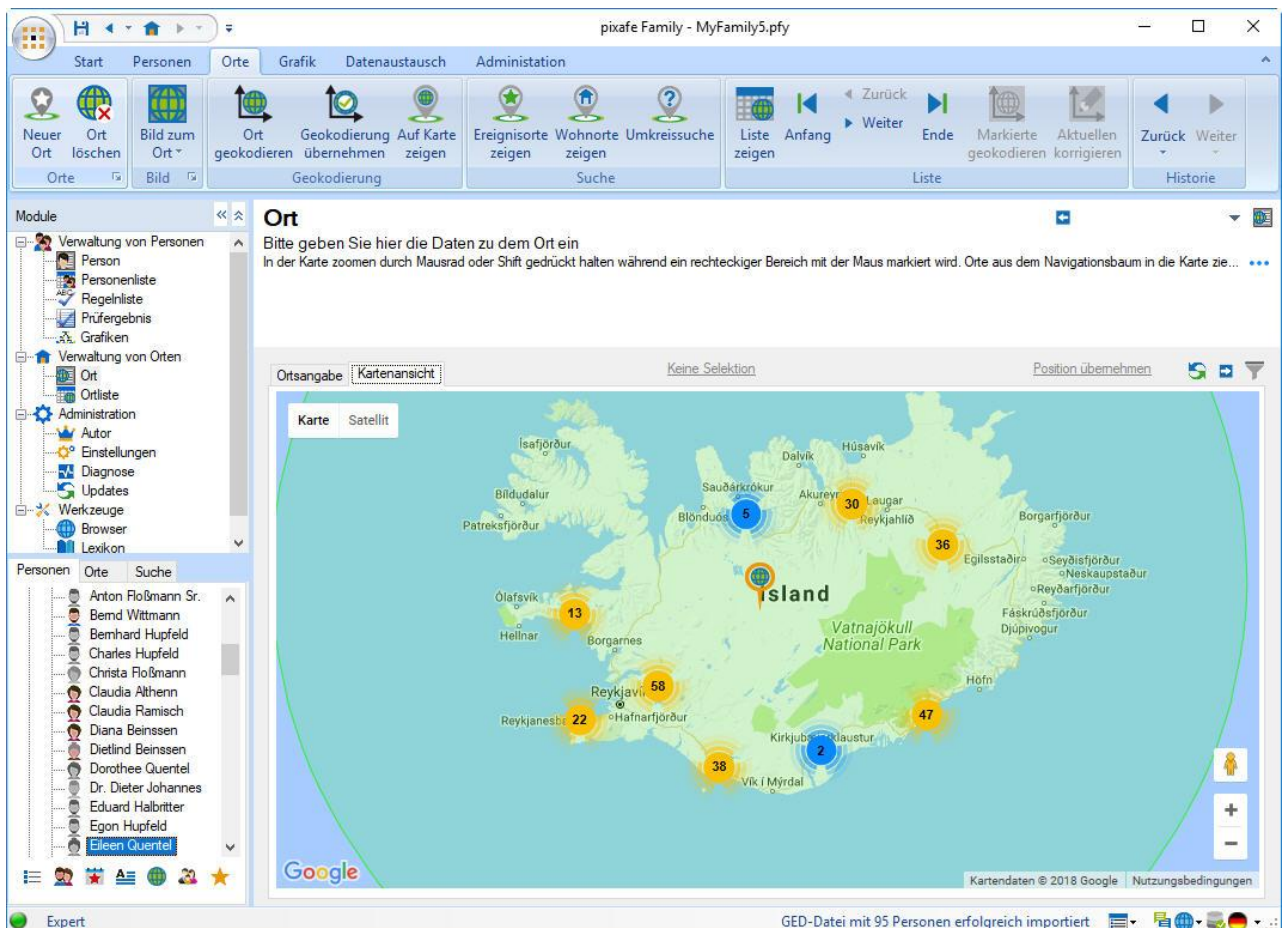 pixafe Family - MyFamily5.pfy
Start Personen Orte Grafik Datenaustausch Administation
Neuer Ort
Ort löschen
Bild zum Ort
Ort geokodieren
Geokodierung übernehmen
Auf Karte zeigen
Ereignisorte zeigen
Wohnorte zeigen
Umkreissuche
Liste zeigen
Anfang
Zurück
Weiter
Ende
Markierte geokodieren
Aktuellen korrigieren
Zurück
Weiter
Orte Bild Geokodierung Suche Liste Historie
Module
Verwaltung von Personen
Person
Personenliste
ABC
Regelnliste
Prüfergebnis
Grafiken
Verwaltung von Orten
Ort
Ortliste
Administration
Autor
Einstellungen
Diagnose
Updates
Werkzeuge
Browser
Lexikon
Personen Orte Suche
Anton Floßmann Sr.
Bernd Wittmann
Bernhard Hupfeld
Charles Hupfeld
Christa Floßmann
Claudia Althenn
Claudia Ramisch
Diana Beinssen
Dietlind Beinssen
Dorothee Quentel
Dr. Dieter Johannes
Eduard Halbritter
Egon Hupfeld
Eileen Quentel
Ort
Bitte geben Sie hier die Daten zu dem Ort ein
In der Karte zoomen durch Mausrad oder Shift gedrückt halten während ein rechteckiger Bereich mit der Maus markiert wird. Orte aus dem Navigationsbaum in die Karte zie...
Ortsangabe Kartenansicht Keine Selektion Position übernehmen
Karte Satellit
Ísafjörður
Húsavík
Dalvík
Bíldudalur
Sauðárkrókur
Akurey
30
Laugar
Blönduós
5
Reykjahlíð
Borgarfjörður
Patreksfjörður
36
Egilsstaðir
Seyðisfjörður
Neskaupstaður
Reyðarfjörður
Ísland
Ólafsvík
13
Fáskrúðsfjörður
Vatnajökull
National Park
Djúpivogur
Hellnar
Borgarnes
Höfn
Reykjaví
58
Reykjanesb
22
Hafnarfjörður
47
Kirkjub
klaustur
2
38
Vík í Mýrdal
Google
Kartendaten © 2018 Google Nutzungsbedingungen
Expert
GED-Datei mit 95 Personen erfolgreich importiert